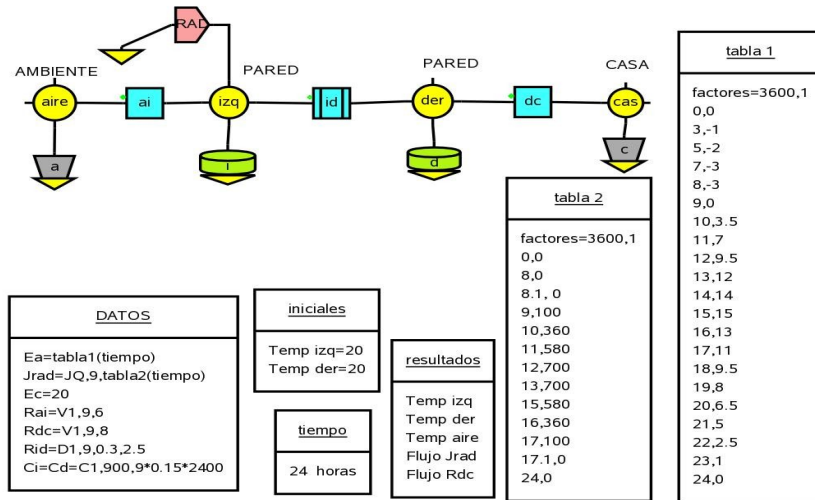 RAD
AMBIENTE
PARED
PARED
CASA
aire
ai
izq
id
der
dc
cas
a
i
d
c
DATOS
Ea=tabla1(tiempo)
Jrad=JQ,9,tabla2(tiempo)
Ec=20
Rai=V1,9,6
Rdc=V1,9,8
Rid=D1,9,0.3,2.5
Ci=Cd=C1,900,9*0.15*2400
iniciales
Temp izq=20
Temp der=20
tiempo
24 horas
resultados
Temp izq
Temp der
Temp aire
Flujo Jrad
Flujo Rdc
tabla 2
factores=3600,1
0,0
8,0
8.1, 0
9,100
10,360
11,580
12,700
13,700
15,580
16,360
17,100
17.1,0
24,0
tabla 1
factores=3600,1
0,0
3,-1
5,-2
7,-3
8,-3
9,0
10,3.5
11,7
12,9.5
13,12
14,14
15,15
16,13
17,11
18,9.5
19,8
20,6.5
21,5
22,2.5
23,1
24,0